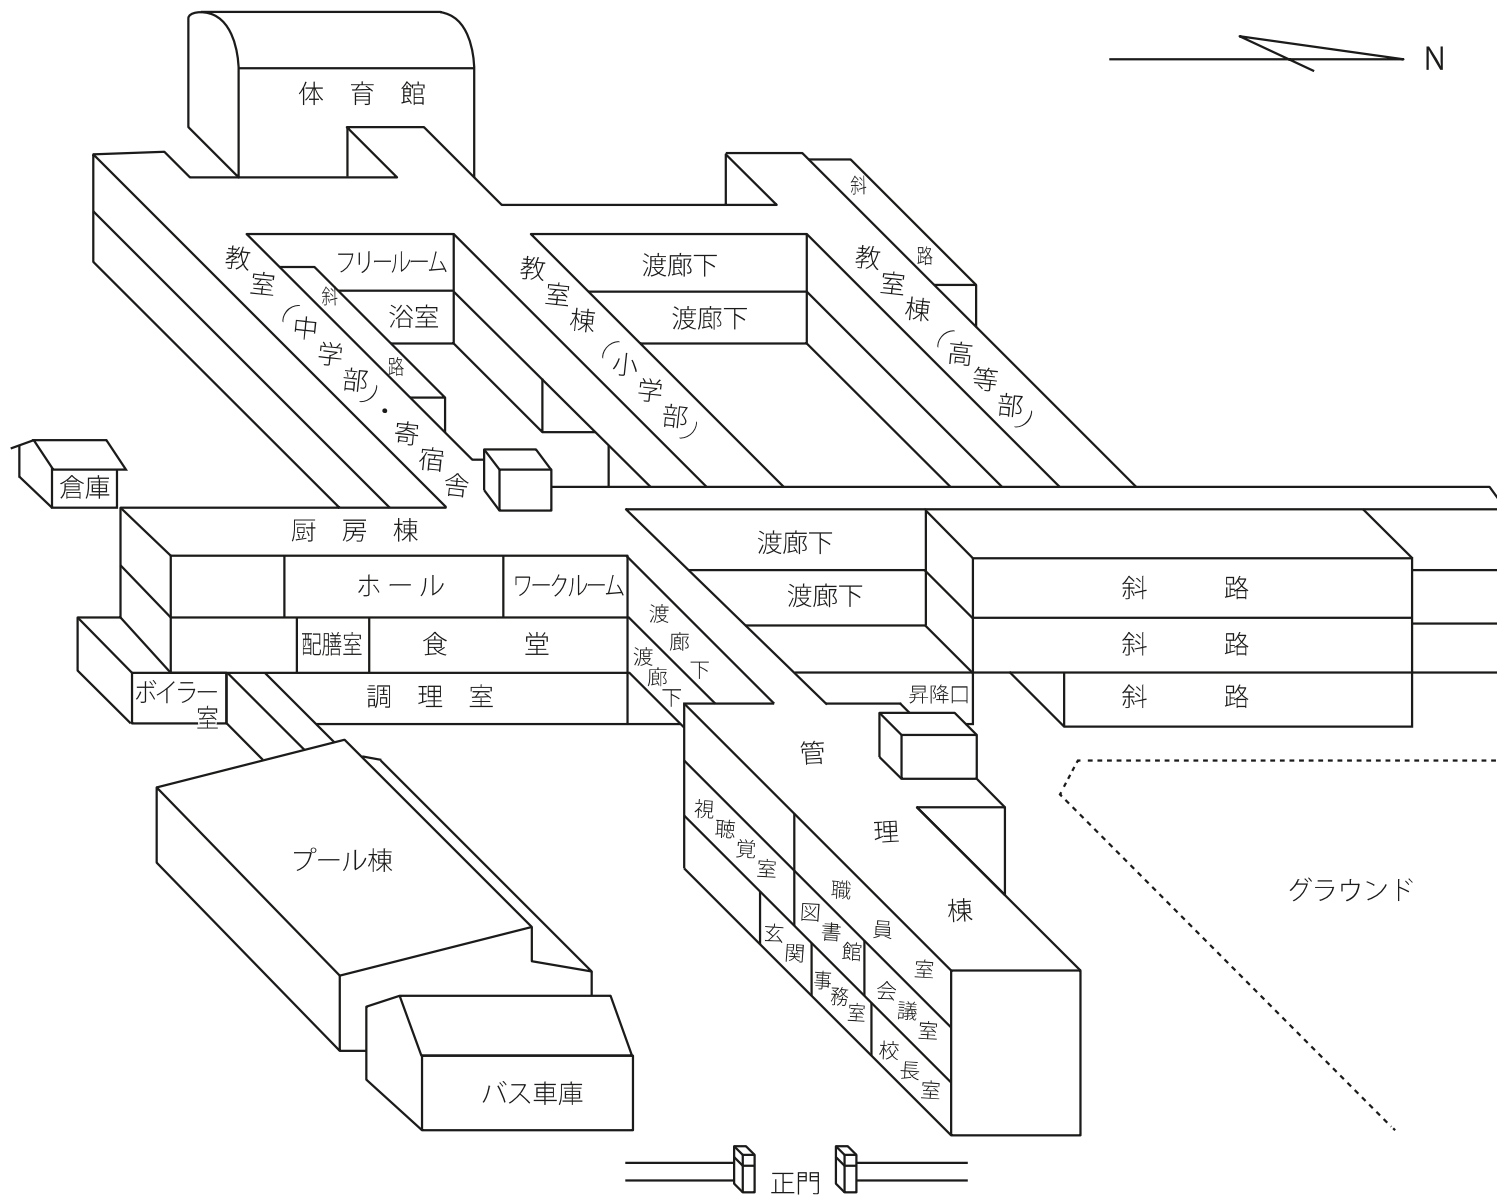 N
体育館
斜路
フリールーム
浴室
教室(中学部)・寄宿舎
斜路
教室棟(小学部)
渡廊下
渡廊下
教室棟(高等部)
倉庫
厨房棟
ホール
ワークルーム
配膳室
食堂
渡廊下
渡廊下
ボイラー
室
調理室
渡廊下
渡廊下
斜路
斜路
斜路
昇降口
管理棟
視聴覚室
職員室
図書館
会議室
玄関
事務室
校長室
プール棟
バス車庫
グラウンド
正門